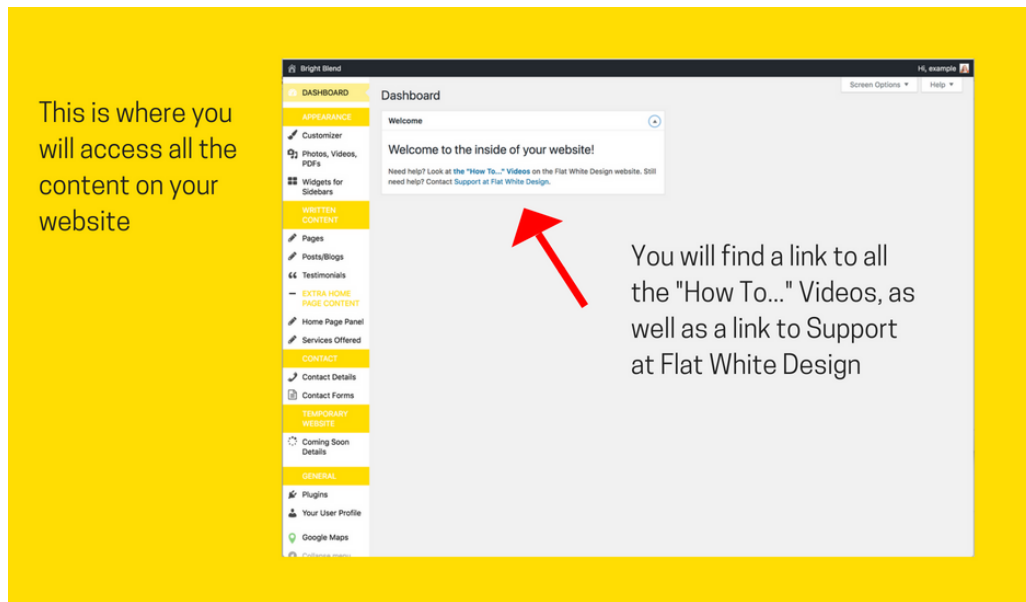 This is where you
will access all the
content on your
website
Bright Blend
Hi, example
DASHBOARD
APPEARANCE
Customizer
Photos, Videos,
PDFs
Widgets for
Sidebars
WRITTEN
CONTENT
Pages
Posts/Blogs
Testimonials
EXTRA HOME
PAGE CONTENT
Home Page Panel
Services Offered
CONTACT
Contact Details
Contact Forms
TEMPORARY
WEBSITE
Coming Soon
Details
GENERAL
Plugins
Your User Profile
Google Maps
Collapse menu
Screen Options
Help
Dashboard
Welcome
Welcome to the inside of your website!
Need help? Look at the "How To..." Videos on the Flat White Design website. Still
need help? Contact Support at Flat White Design.
You will find a link to all
the "How To..." Videos, as
well as a link to Support
at Flat White Design